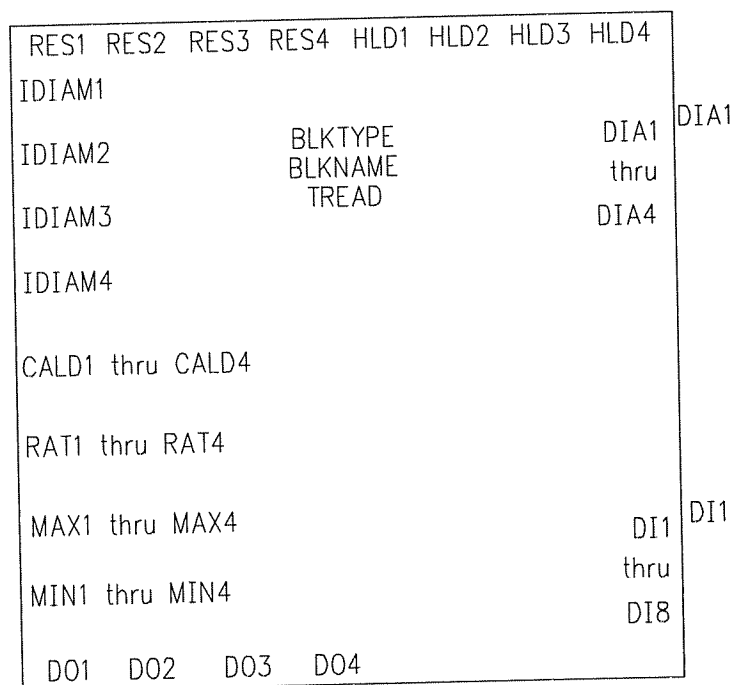 RES1 RES2 RES3 RES4 HLD1 HLD2 HLD3 HLD4
IDIAM1
DIA1
BLKTYPE
DIA1
IDIAM2
BLKNAME
thru
TREAD
IDIAM3
DIA4
IDIAM4
CALD1 thru CALD4
RAT1 thru RAT4
MAX1 thru MAX4
DI1
DI1
thru
MIN1 thru MIN4
DI8
DO1 DO2 DO3 DO4